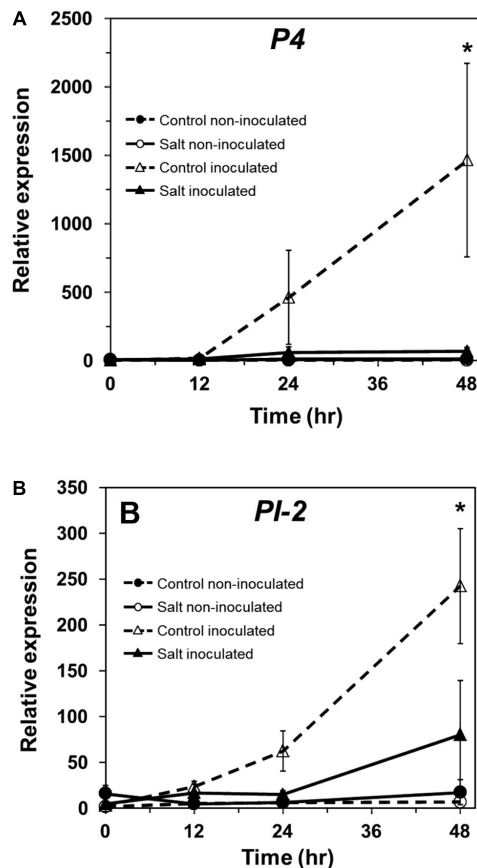 A
P4
*
2500
2000
1500
1000
500
0
Relative expression
Control non-inoculated
Salt non-inoculated
Control inoculated
Salt inoculated
0 12 24 36 48
Time (hr)
B
B
PI-2
*
350
300
250
200
150
100
50
0
Relative expression
Control non-inoculated
Salt non-inoculated
Control inoculated
Salt inoculated
0 12 24 36 48
Time (hr)